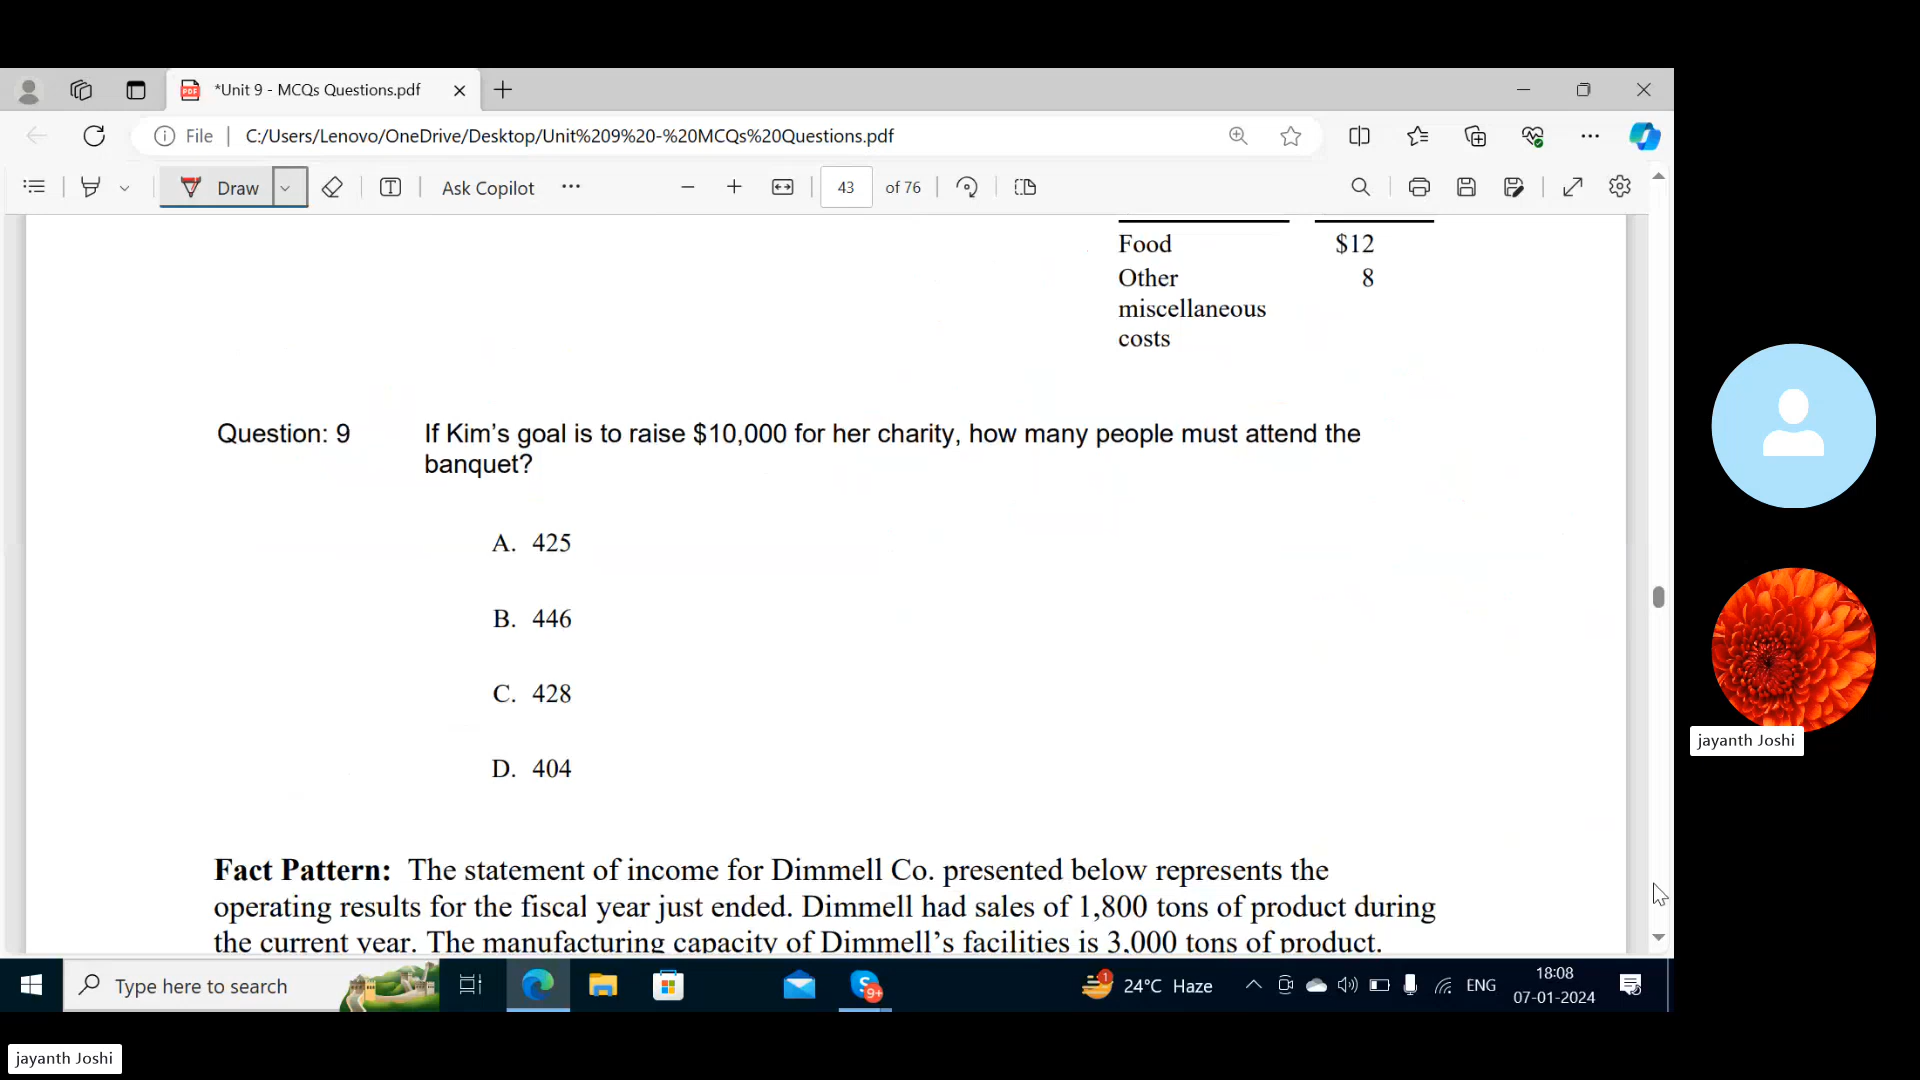 *Unit 9 - MCQs Questions.pdf
File C:/Users/Lenovo/OneDrive/Desktop/Unit%209%20-%20MCQs%20Questions.pdf
Draw Ask Copilot 43 of 76
Food $12
Other 8
miscellaneous
costs
Question: 9 If Kim's goal is to raise $10,000 for her charity, how many people must attend the
banquet?
A. 425
B. 446
C. 428
D. 404
Fact Pattern: The statement of income for Dimmell Co. presented below represents the
operating results for the fiscal year just ended. Dimmell had sales of 1,800 tons of product during
the current year. The manufacturing capacity of Dimmell's facilities is 3,000 tons of product.
Type here to search 9+ 1 24°C Haze ENG 18:08
07-01-2024
jayanth Joshi
jayanth Joshi